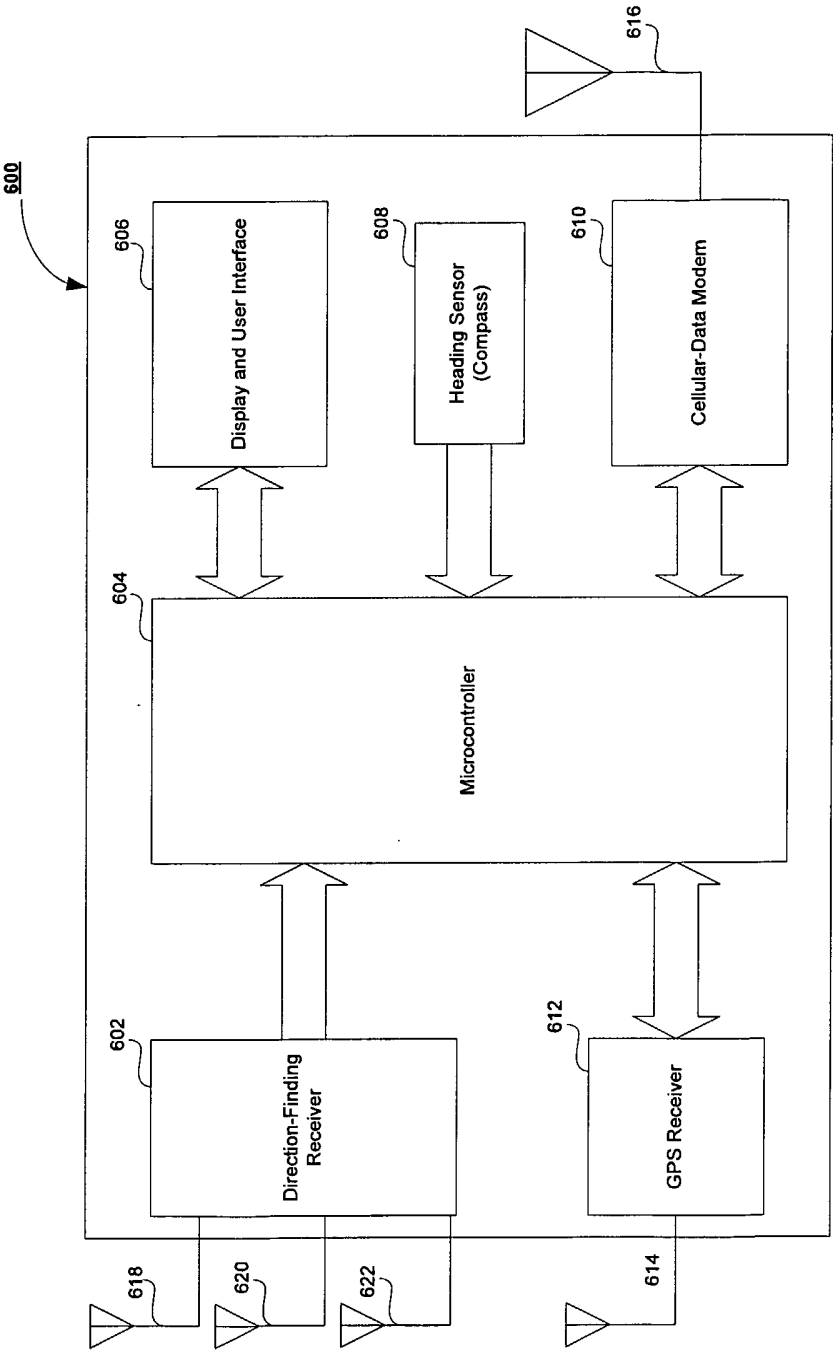 600
606
Display and User Interface
608
Heading Sensor
(Compass)
610
Cellular-Data Modem
616
604
Microcontroller
602
Direction-Finding
Receiver
612
GPS Receiver
618
620
622
614